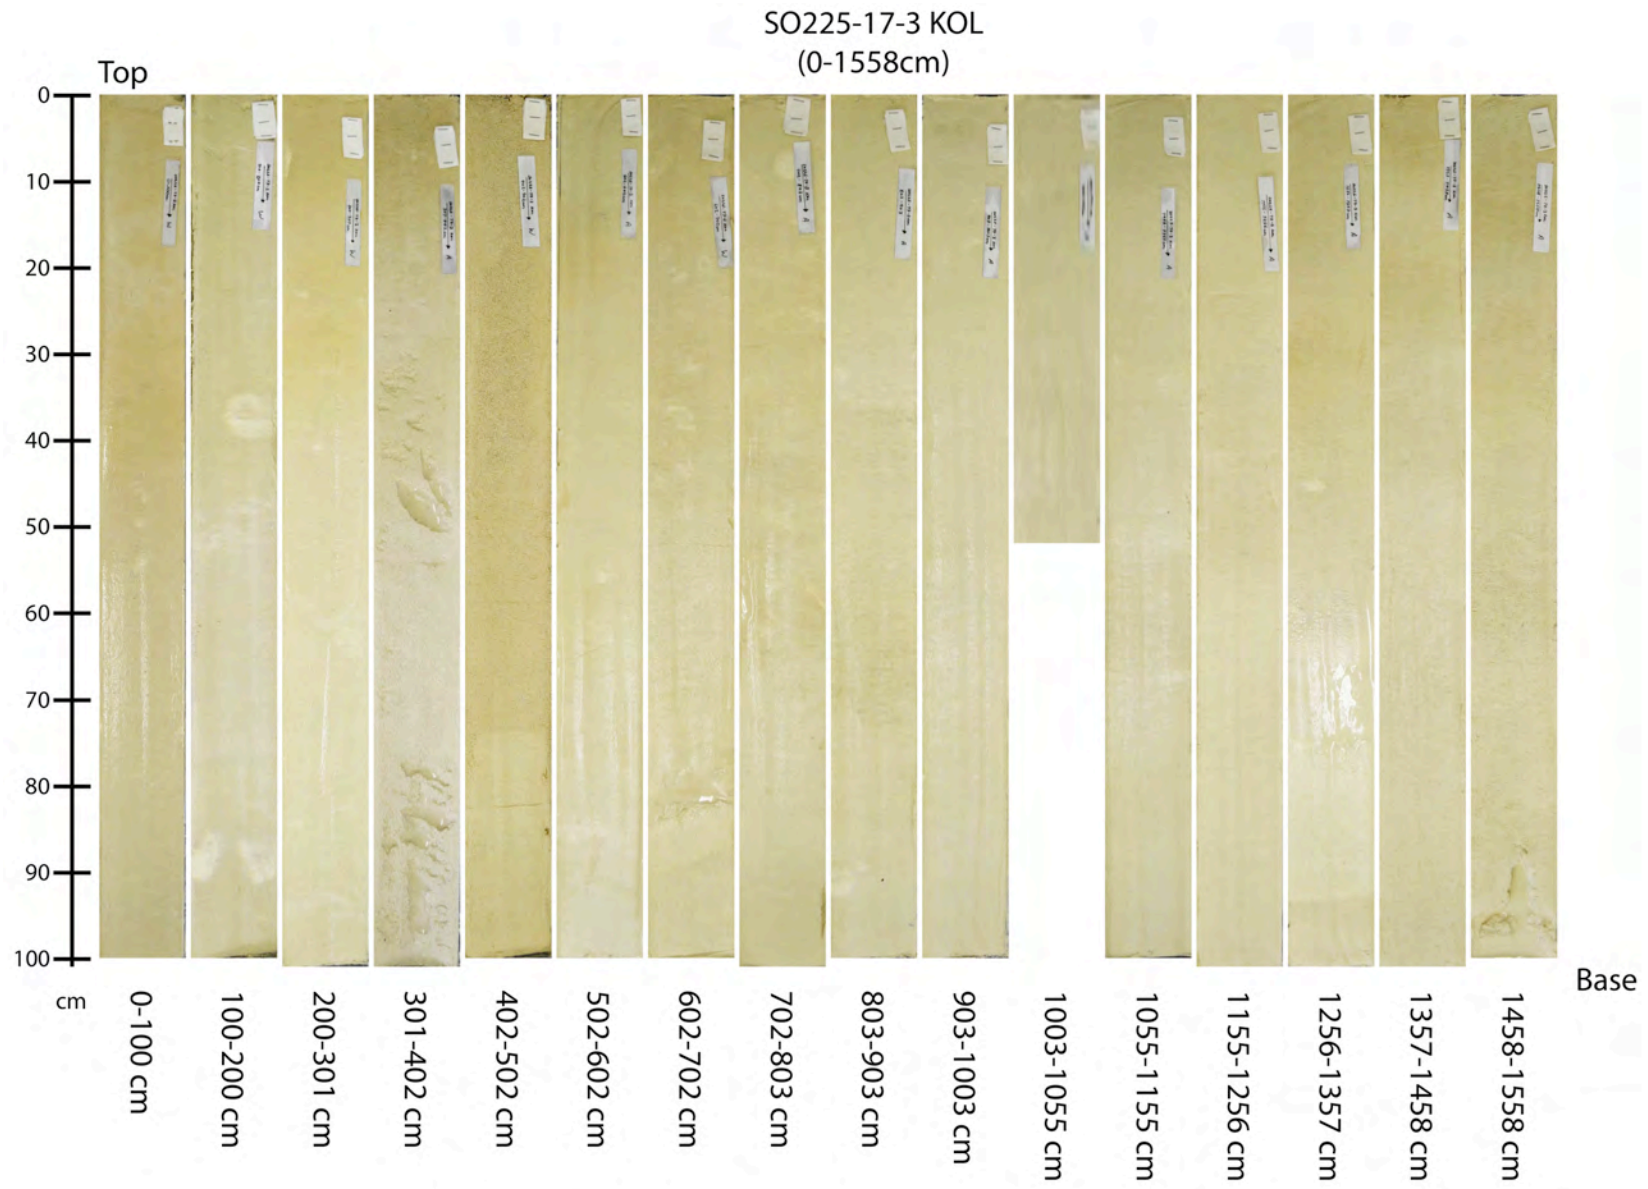 SO225-17-3 KOL
(0-1558cm)
Top
0
10
20
30
40
50
60
70
80
90
100
cm
Base
0-100 cm
100-200 cm
200-301 cm
301-402 cm
402-502 cm
502-602 cm
602-702 cm
702-803 cm
803-903 cm
903-1003 cm
1003-1055 cm
1055-1155 cm
1155-1256 cm
1256-1357 cm
1357-1458 cm
1458-1558 cm